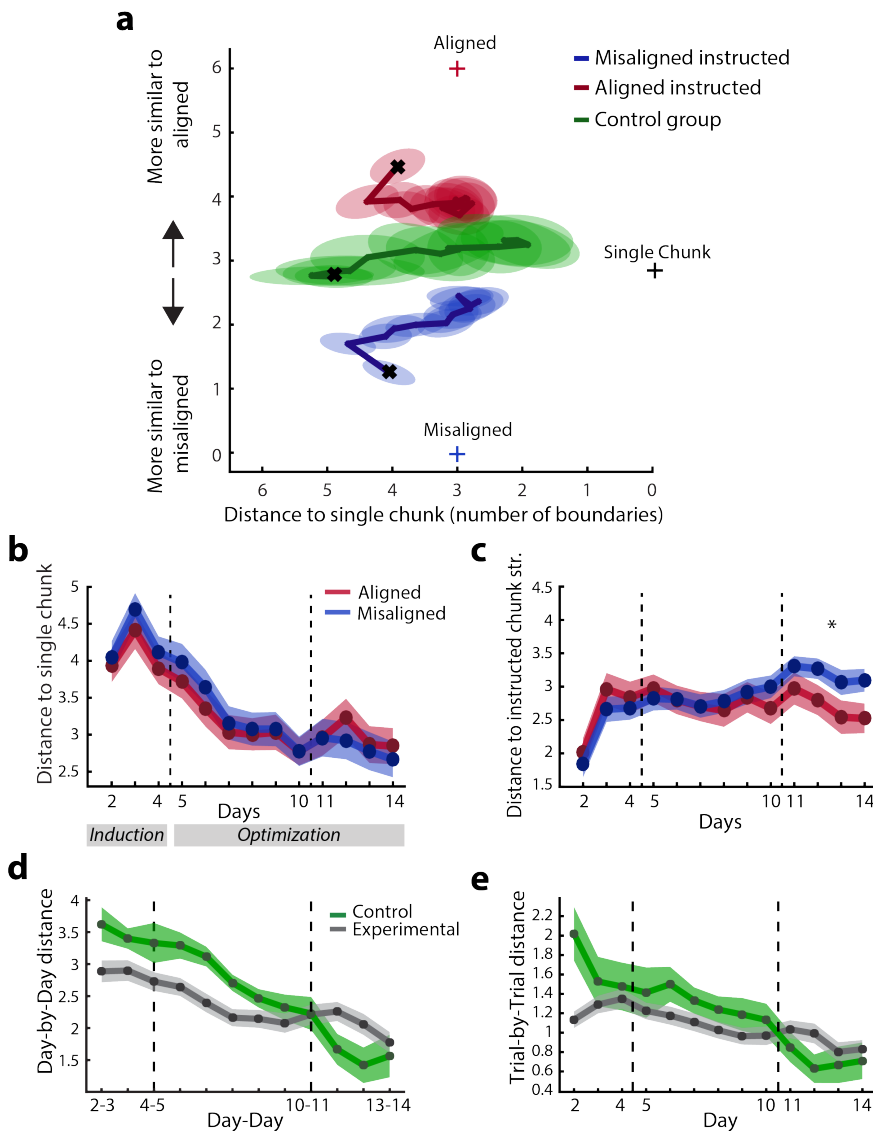 a
More similar to
aligned
More similar to
misaligned
6
5
4
3
2
1
0
Aligned
Misaligned instructed
Aligned instructed
Control group
Single Chunk
Misaligned
6 5 4 3 2 1 0
Distance to single chunk (number of boundaries)
b
Distance to single chunk
5
4.5
4
3.5
3
2.5
Aligned
Misaligned
2 4 5 10 11 14
Days
Induction
Optimization
c
Distance to instructed chunk str.
4.5
4
3.5
3
2.5
2
1.5
*
2 4 5 10 11 14
Days
d
Day-by-Day distance
4
3.5
3
2.5
2
1.5
Control
Experimental
2-3 4-5 10-11 13-14
Day-Day
e
Trial-by-Trial distance
2.2
2
1.8
1.6
1.4
1.2
1
0.8
0.6
0.4
2 4 5 10 11 14
Day